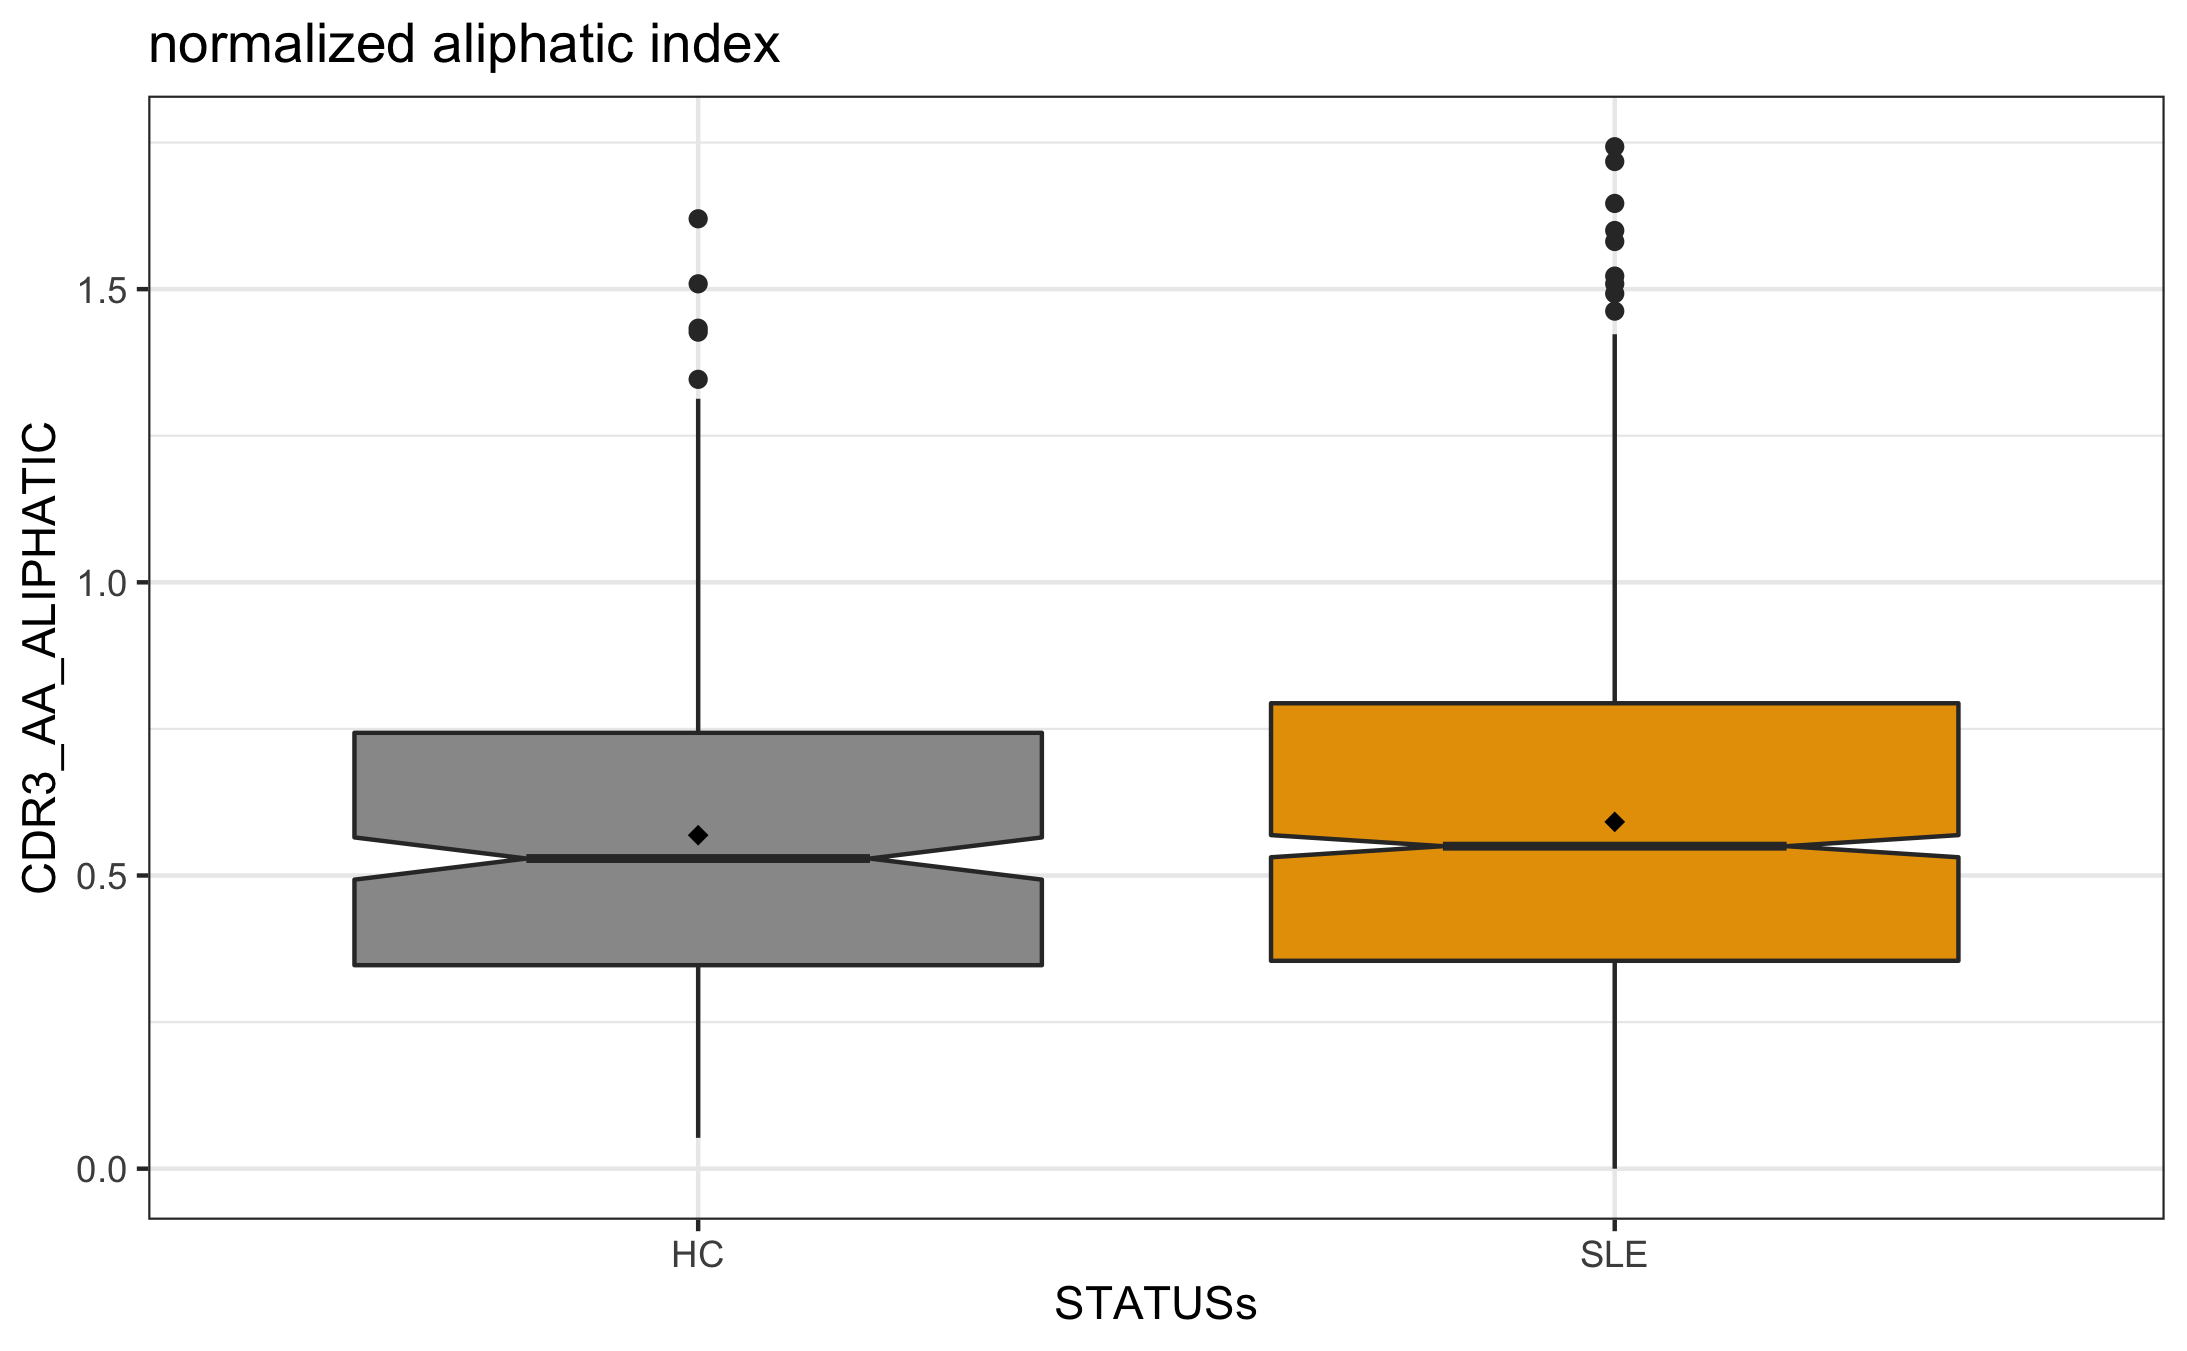 normalized aliphatic index
CDR3_AA_ALIPHATIC
1.5
1.0
0.5
0.0
HC
SLE
STATUSs